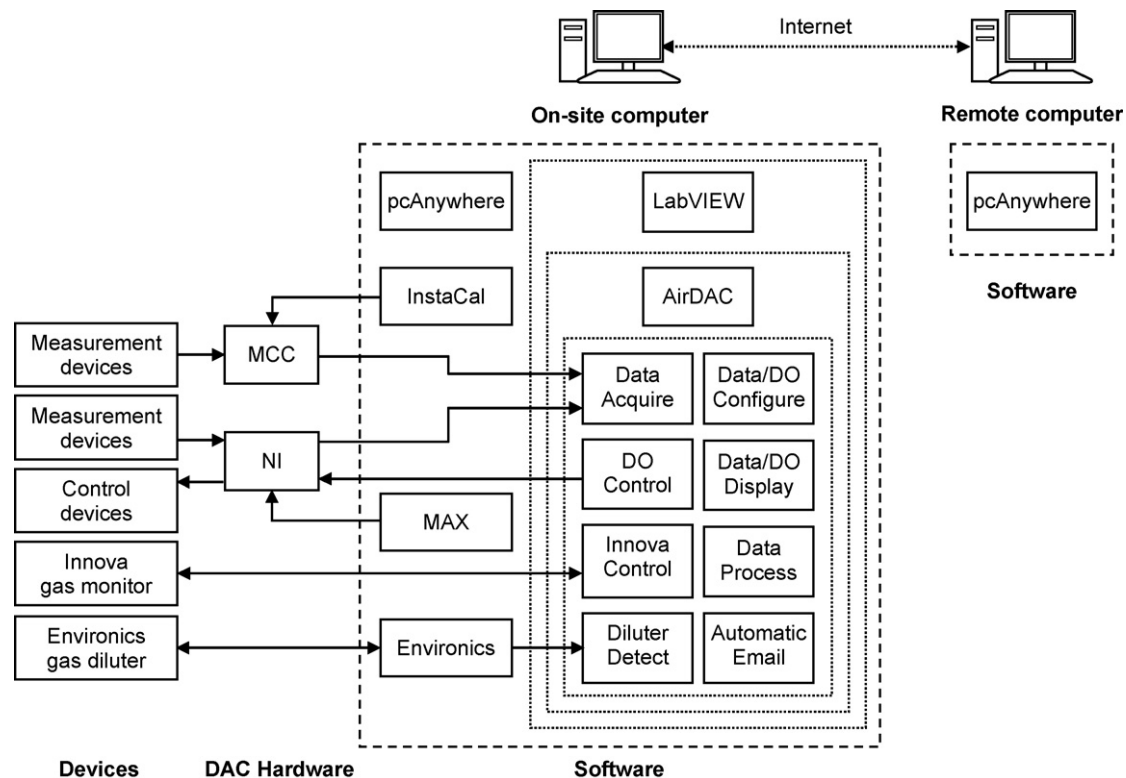 Internet
On-site computer
Remote computer
pcAnywhere
LabVIEW
pcAnywhere
InstaCal
AirDAC
Software
Measurement
devices
MCC
Data
Acquire
Data/DO
Configure
Measurement
devices
NI
DO
Control
Data/DO
Display
Control
devices
MAX
Innova
gas monitor
Innova
Control
Data
Process
Environics
gas diluter
Environics
Diluter
Detect
Automatic
Email
Devices
DAC Hardware
Software